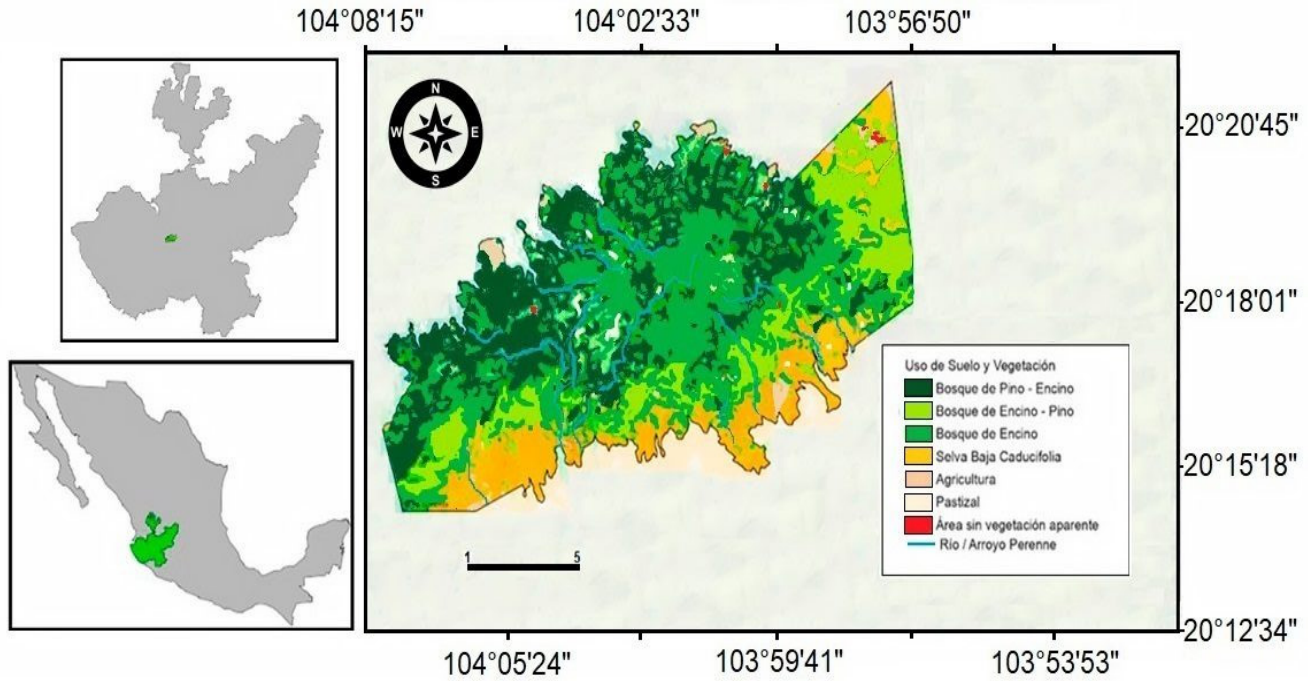 104°08'15" 104°02'33" 103°56'50"
N
W E
S
20°20'45"
20°18'01"
20°15'18"
20°12'34"
Uso de Suelo y Vegetación
Bosque de Pino - Encino
Bosque de Encino - Pino
Bosque de Encino
Selva Baja Caducifolia
Agricultura
Pastizal
Área sin vegetación aparente
Río / Arroyo Perenne
1 5
104°05'24" 103°59'41" 103°53'53"